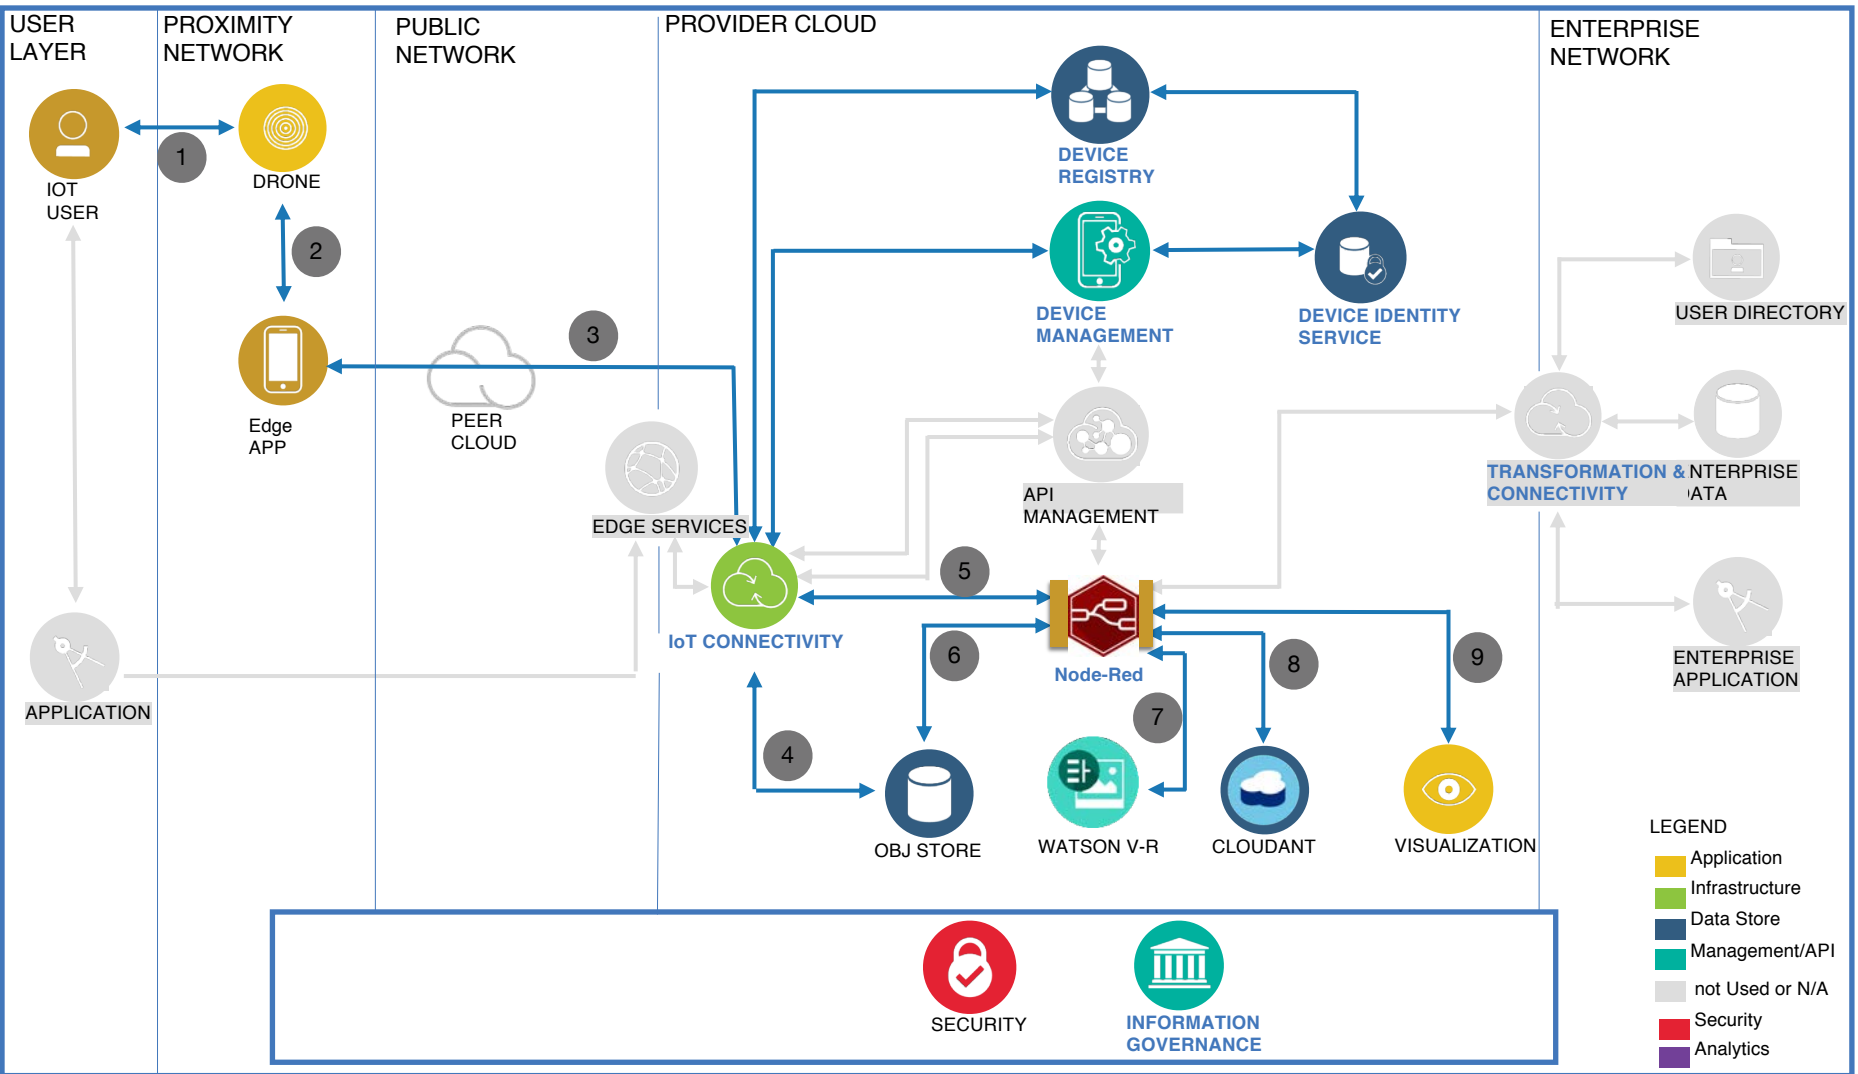 USER
LAYER
PROXIMITY
NETWORK
PUBLIC
NETWORK
PROVIDER CLOUD
ENTERPRISE
NETWORK
IOT
USER
1
DRONE
2
Edge
APP
3
PEER
CLOUD
DEVICE
REGISTRY
DEVICE
MANAGEMENT
DEVICE IDENTITY
SERVICE
USER DIRECTORY
EDGE SERVICES
API
MANAGEMENT
TRANSFORMATION &
CONNECTIVITY
NTERPRISE
ATA
IoT CONNECTIVITY
5
Node-Red
6
7
8
9
4
APPLICATION
ENTERPRISE
APPLICATION
OBJ STORE
WATSON V-R
CLOUDANT
VISUALIZATION
LEGEND
Application
Infrastructure
Data Store
Management/API
not Used or N/A
Security
Analytics
SECURITY
INFORMATION
GOVERNANCE